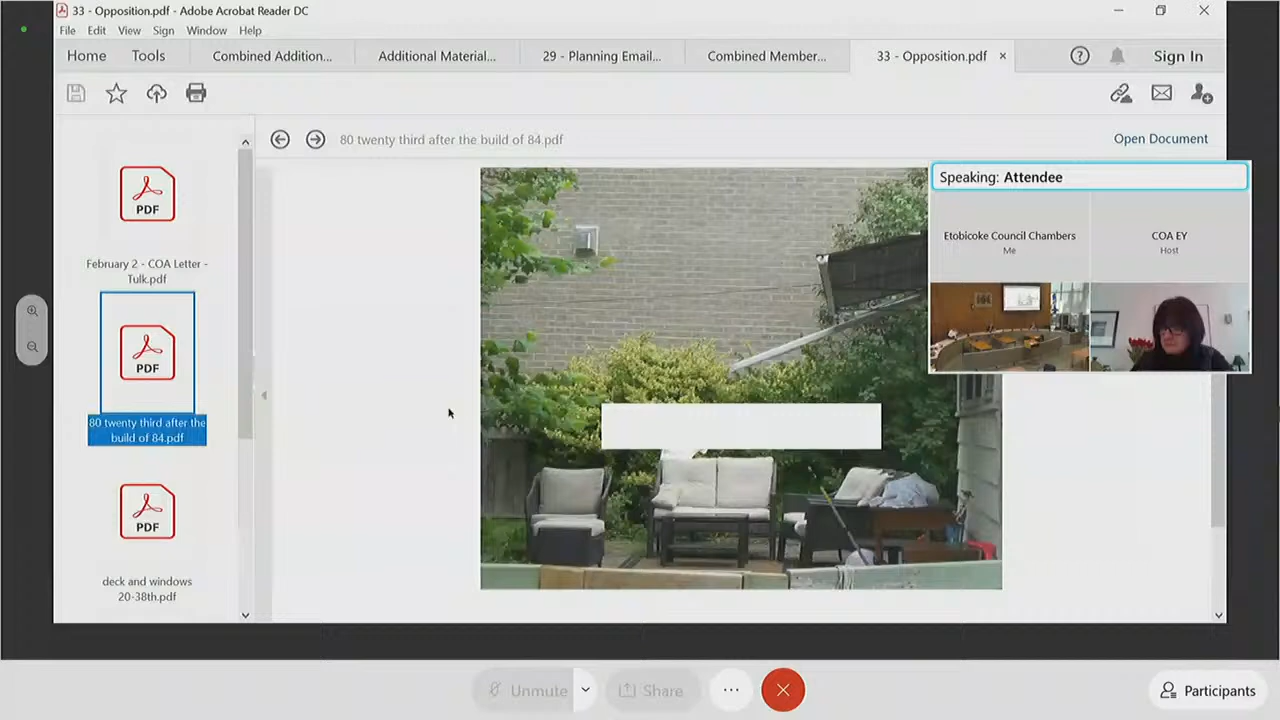 33 - Opposition.pdf - Adobe Acrobat Reader DC
File Edit View Sign Window Help
Home Tools Combined Addition... Additional Material... 29 - Planning Email... Combined Member... 33 - Opposition.pdf × Sign In
80 twenty third after the build of 84.pdf Open Document
Speaking: Attendee
Etobicoke Council Chambers
Me
COA EY
Host
PDF
February 2 - COA Letter -
Tulk.pdf
PDF
80 twenty third after the
build of 84.pdf
PDF
deck and windows
20-38th.pdf
Unmute Share Participants